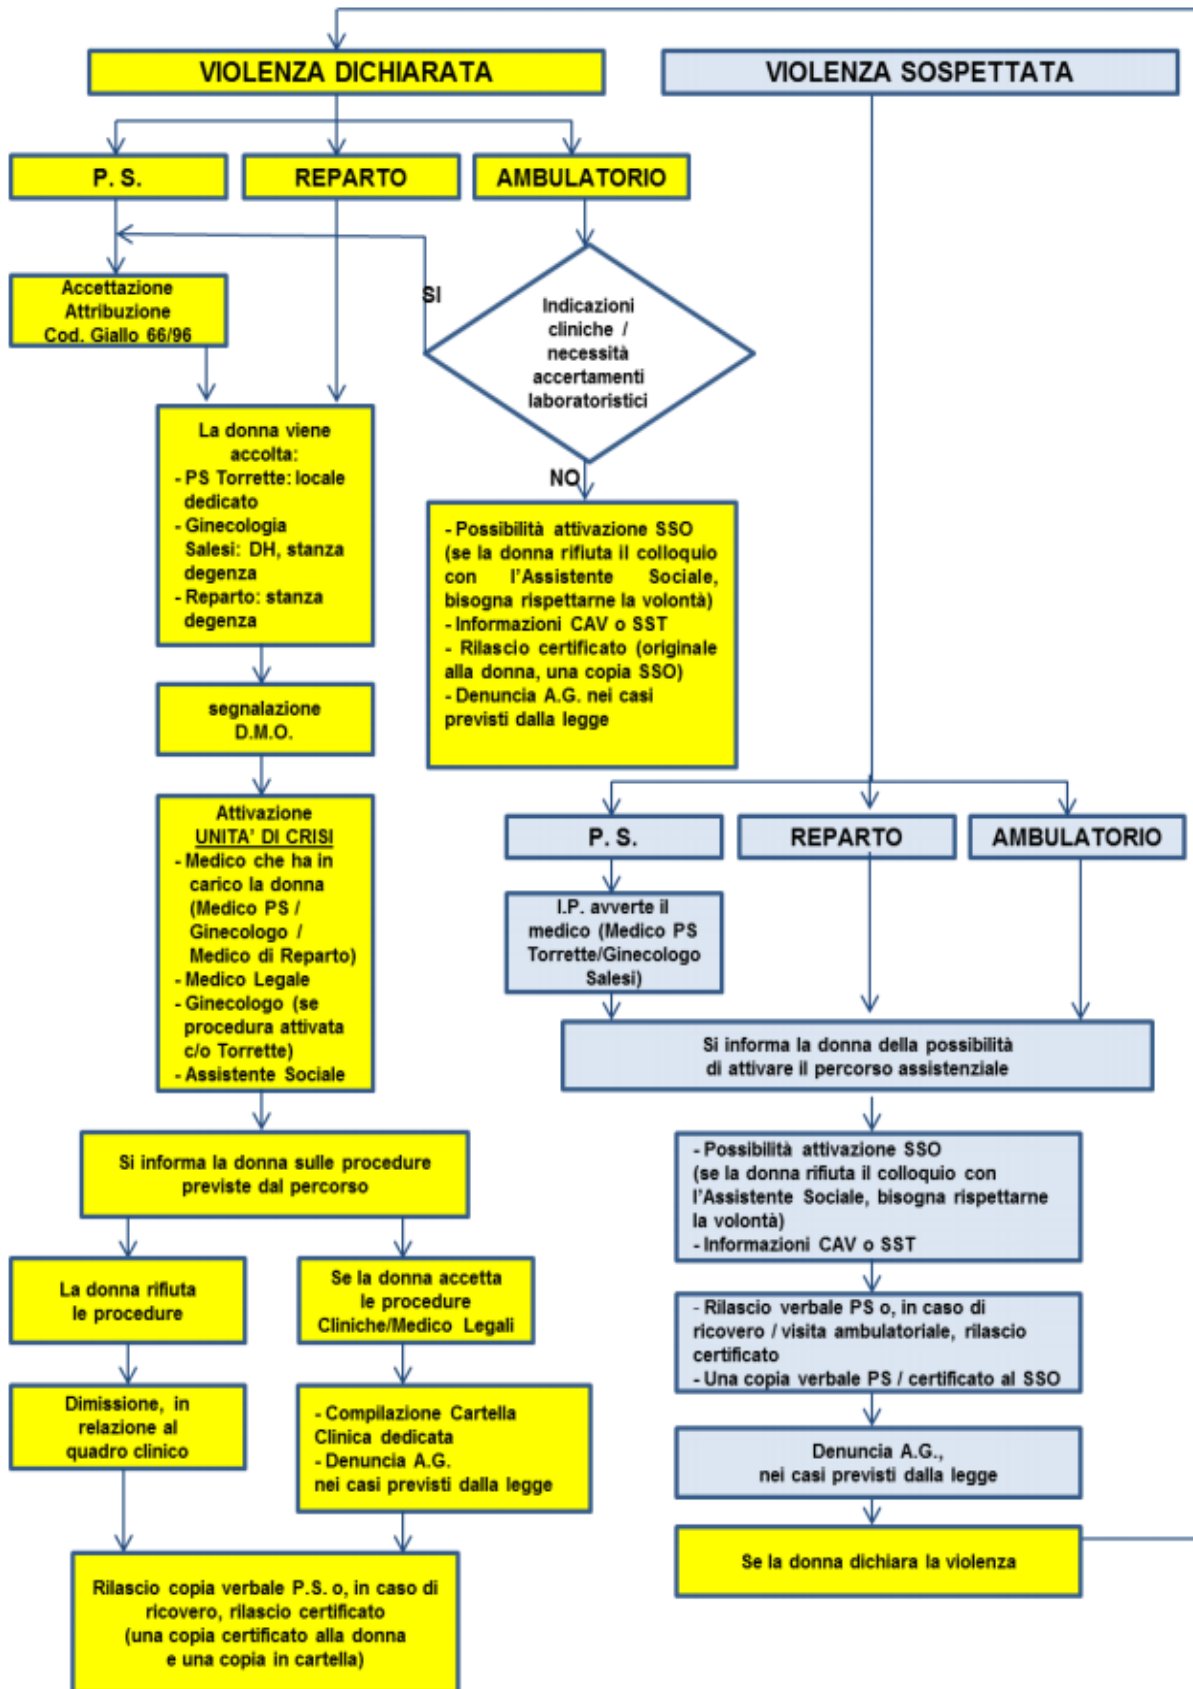 VIOLENZA DICHIARATA
VIOLENZA SOSPETTATA
P. S.
REPARTO
AMBULATORIO
Accettazione
Attribuzione
Cod. Giallo 66/96
SI
Indicazioni
cliniche /
necessità
accertamenti
laboratoristici
NO
La donna viene
accolta:
- PS Torrette: locale
dedicato
- Ginecologia
Salesi: DH, stanza
degenza
- Reparto: stanza
degenza
- Possibilità attivazione SSO
(se la donna rifiuta il colloquio
con l'Assistente Sociale,
bisogna rispettarne la volontà)
- Informazioni CAV o SST
- Rilascio certificato (originale
alla donna, una copia SSO)
- Denuncia A.G. nei casi
previsti dalla legge
segnalazione
D.M.O.
Attivazione
UNITA' DI CRISI
- Medico che ha in
carico la donna
(Medico PS /
Ginecologo /
Medico di Reparto)
- Medico Legale
- Ginecologo (se
procedura attivata
c/o Torrette)
- Assistente Sociale
Si informa la donna sulle procedure
previste dal percorso
La donna rifiuta
le procedure
Se la donna accetta
le procedure
Cliniche/Medico Legali
Dimissione, in
relazione al
quadro clinico
- Compilazione Cartella
Clinica dedicata
- Denuncia A.G.
nei casi previsti dalla legge
Rilascio copia verbale P.S. o, in caso di
ricovero, rilascio certificato
(una copia certificato alla donna
e una copia in cartella)
P. S.
REPARTO
AMBULATORIO
I.P. avverte il
medico (Medico PS
Torrette/Ginecologo
Salesi)
Si informa la donna della possibilità
di attivare il percorso assistenziale
- Possibilità attivazione SSO
(se la donna rifiuta il colloquio con
l'Assistente Sociale, bisogna rispettarne
la volontà)
- Informazioni CAV o SST
- Rilascio verbale PS o, in caso di
ricovero / visita ambulatoriale, rilascio
certificato
- Una copia verbale PS / certificato al SSO
Denuncia A.G.,
nei casi previsti dalla legge
Se la donna dichiara la violenza